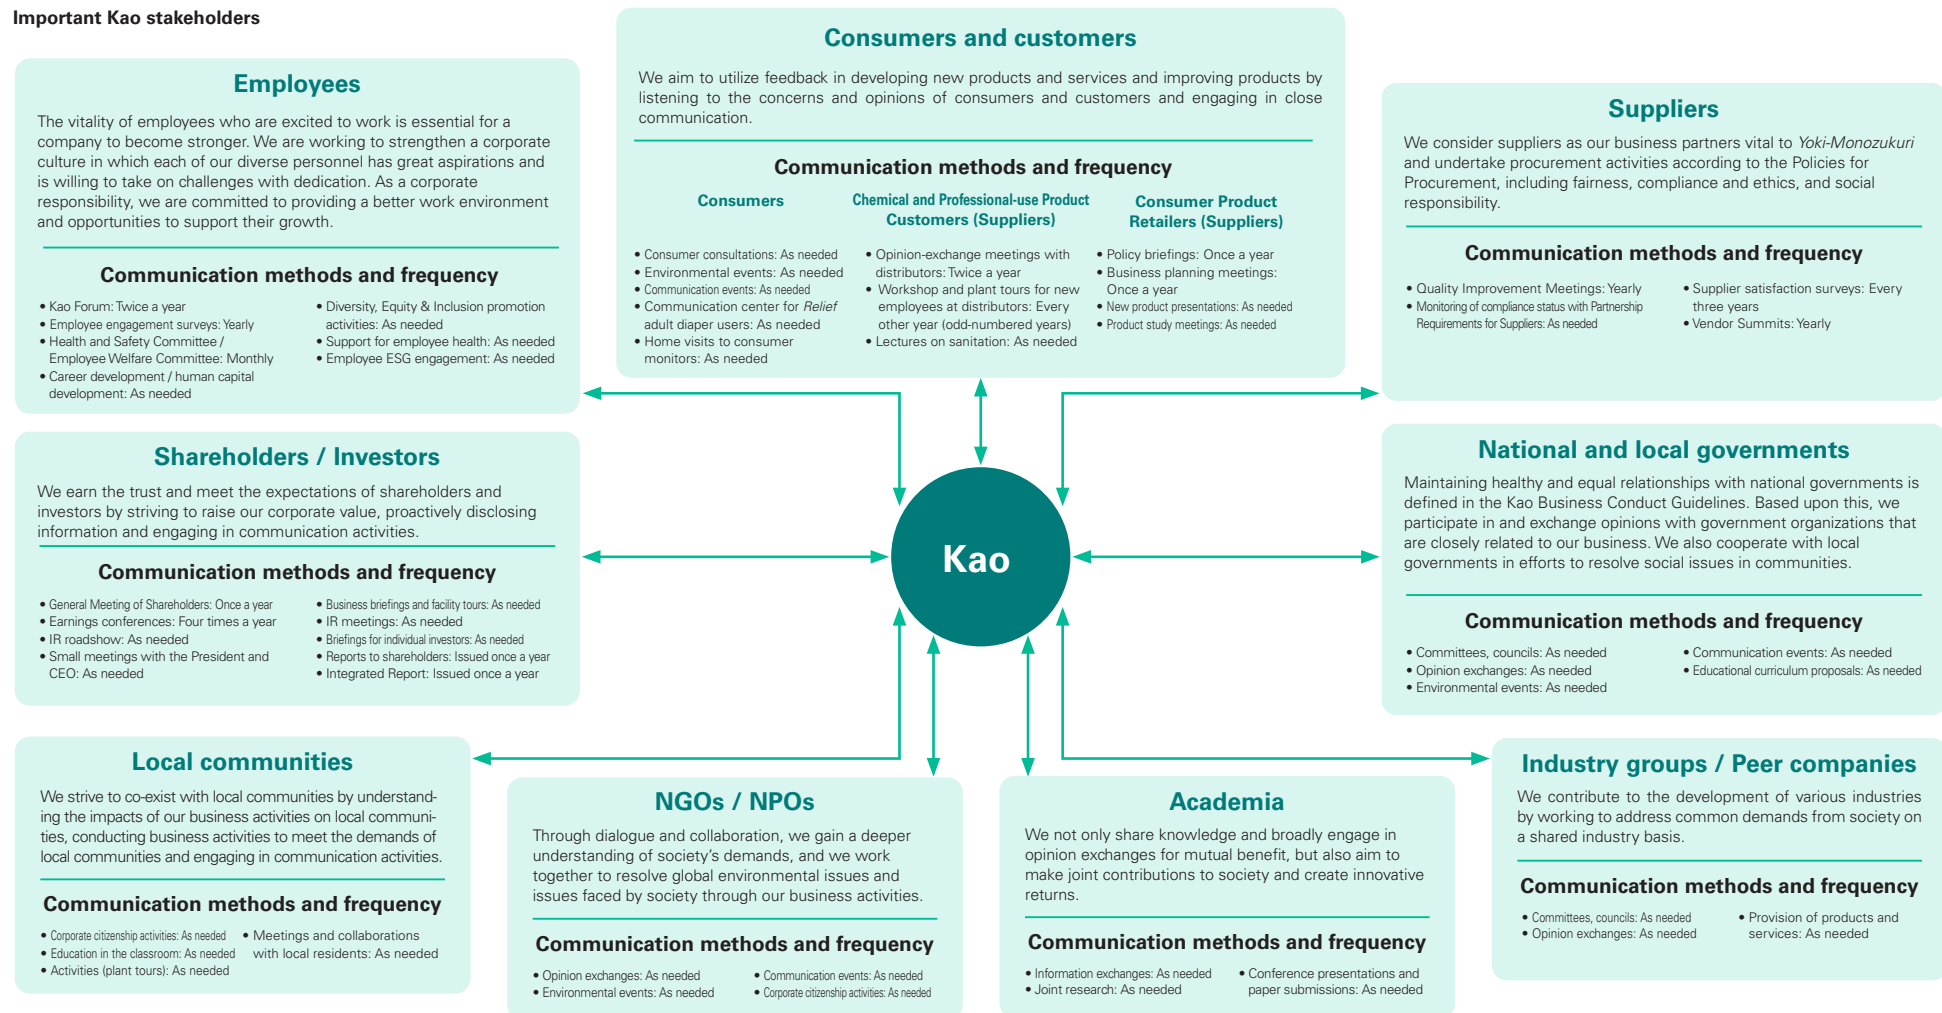 Important Kao stakeholders
Employees
The vitality of employees who are excited to work is essential for a
company to become stronger. We are working to strengthen a corporate
culture in which each of our diverse personnel has great aspirations and
is willing to take on challenges with dedication. As a corporate
responsibility, we are committed to providing a better work environment
and opportunities to support their growth.
Communication methods and frequency
• Kao Forum: Twice a year
• Employee engagement surveys: Yearly
• Health and Safety Committee /
Employee Welfare Committee: Monthly
• Career development / human capital
development: As needed
• Diversity, Equity & Inclusion promotion
activities: As needed
• Support for employee health: As needed
• Employee ESG engagement: As needed
Consumers and customers
We aim to utilize feedback in developing new products and services and improving products by
listening to the concerns and opinions of consumers and customers and engaging in close
communication.
Communication methods and frequency
Consumers
• Consumer consultations: As needed
• Environmental events: As needed
• Communication events: As needed
• Communication center for Relief
adult diaper users: As needed
• Home visits to consumer
monitors: As needed
Chemical and Professional-use Product
Customers (Suppliers)
• Opinion-exchange meetings with
distributors: Twice a year
• Workshop and plant tours for new
employees at distributors: Every
other year (odd-numbered years)
• Lectures on sanitation: As needed
Consumer Product
Retailers (Suppliers)
• Policy briefings: Once a year
• Business planning meetings:
Once a year
• New product presentations: As needed
• Product study meetings: As needed
Suppliers
We consider suppliers as our business partners vital to Yoki-Monozukuri
and undertake procurement activities according to the Policies for
Procurement, including fairness, compliance and ethics, and social
responsibility.
Communication methods and frequency
• Quality Improvement Meetings: Yearly
• Monitoring of compliance status with Partnership
Requirements for Suppliers: As needed
• Supplier satisfaction surveys: Every
three years
• Vendor Summits: Yearly
Shareholders / Investors
We earn the trust and meet the expectations of shareholders and
investors by striving to raise our corporate value, proactively disclosing
information and engaging in communication activities.
Communication methods and frequency
• General Meeting of Shareholders: Once a year
• Earnings conferences: Four times a year
• IR roadshow: As needed
• Small meetings with the President and
CEO: As needed
• Business briefings and facility tours: As needed
• IR meetings: As needed
• Briefings for individual investors: As needed
• Reports to shareholders: Issued once a year
• Integrated Report: Issued once a year
Kao
National and local governments
Maintaining healthy and equal relationships with national governments is
defined in the Kao Business Conduct Guidelines. Based upon this, we
participate in and exchange opinions with government organizations that
are closely related to our business. We also cooperate with local
governments in efforts to resolve social issues in communities.
Communication methods and frequency
• Committees, councils: As needed
• Opinion exchanges: As needed
• Environmental events: As needed
• Communication events: As needed
• Educational curriculum proposals: As needed
Local communities
We strive to co-exist with local communities by understand-
ing the impacts of our business activities on local communi-
ties, conducting business activities to meet the demands of
local communities and engaging in communication activities.
Communication methods and frequency
• Corporate citizenship activities: As needed
• Education in the classroom: As needed
• Activities (plant tours): As needed
• Meetings and collaborations
with local residents: As needed
NGOs / NPOs
Through dialogue and collaboration, we gain a deeper
understanding of society’s demands, and we work
together to resolve global environmental issues and
issues faced by society through our business activities.
Communication methods and frequency
• Opinion exchanges: As needed
• Environmental events: As needed
• Communication events: As needed
• Corporate citizenship activities: As needed
Academia
We not only share knowledge and broadly engage in
opinion exchanges for mutual benefit, but also aim to
make joint contributions to society and create innovative
returns.
Communication methods and frequency
• Information exchanges: As needed
• Joint research: As needed
• Conference presentations and
paper submissions: As needed
Industry groups / Peer companies
We contribute to the development of various industries
by working to address common demands from society on
a shared industry basis.
Communication methods and frequency
• Committees, councils: As needed
• Opinion exchanges: As needed
• Provision of products and
services: As needed